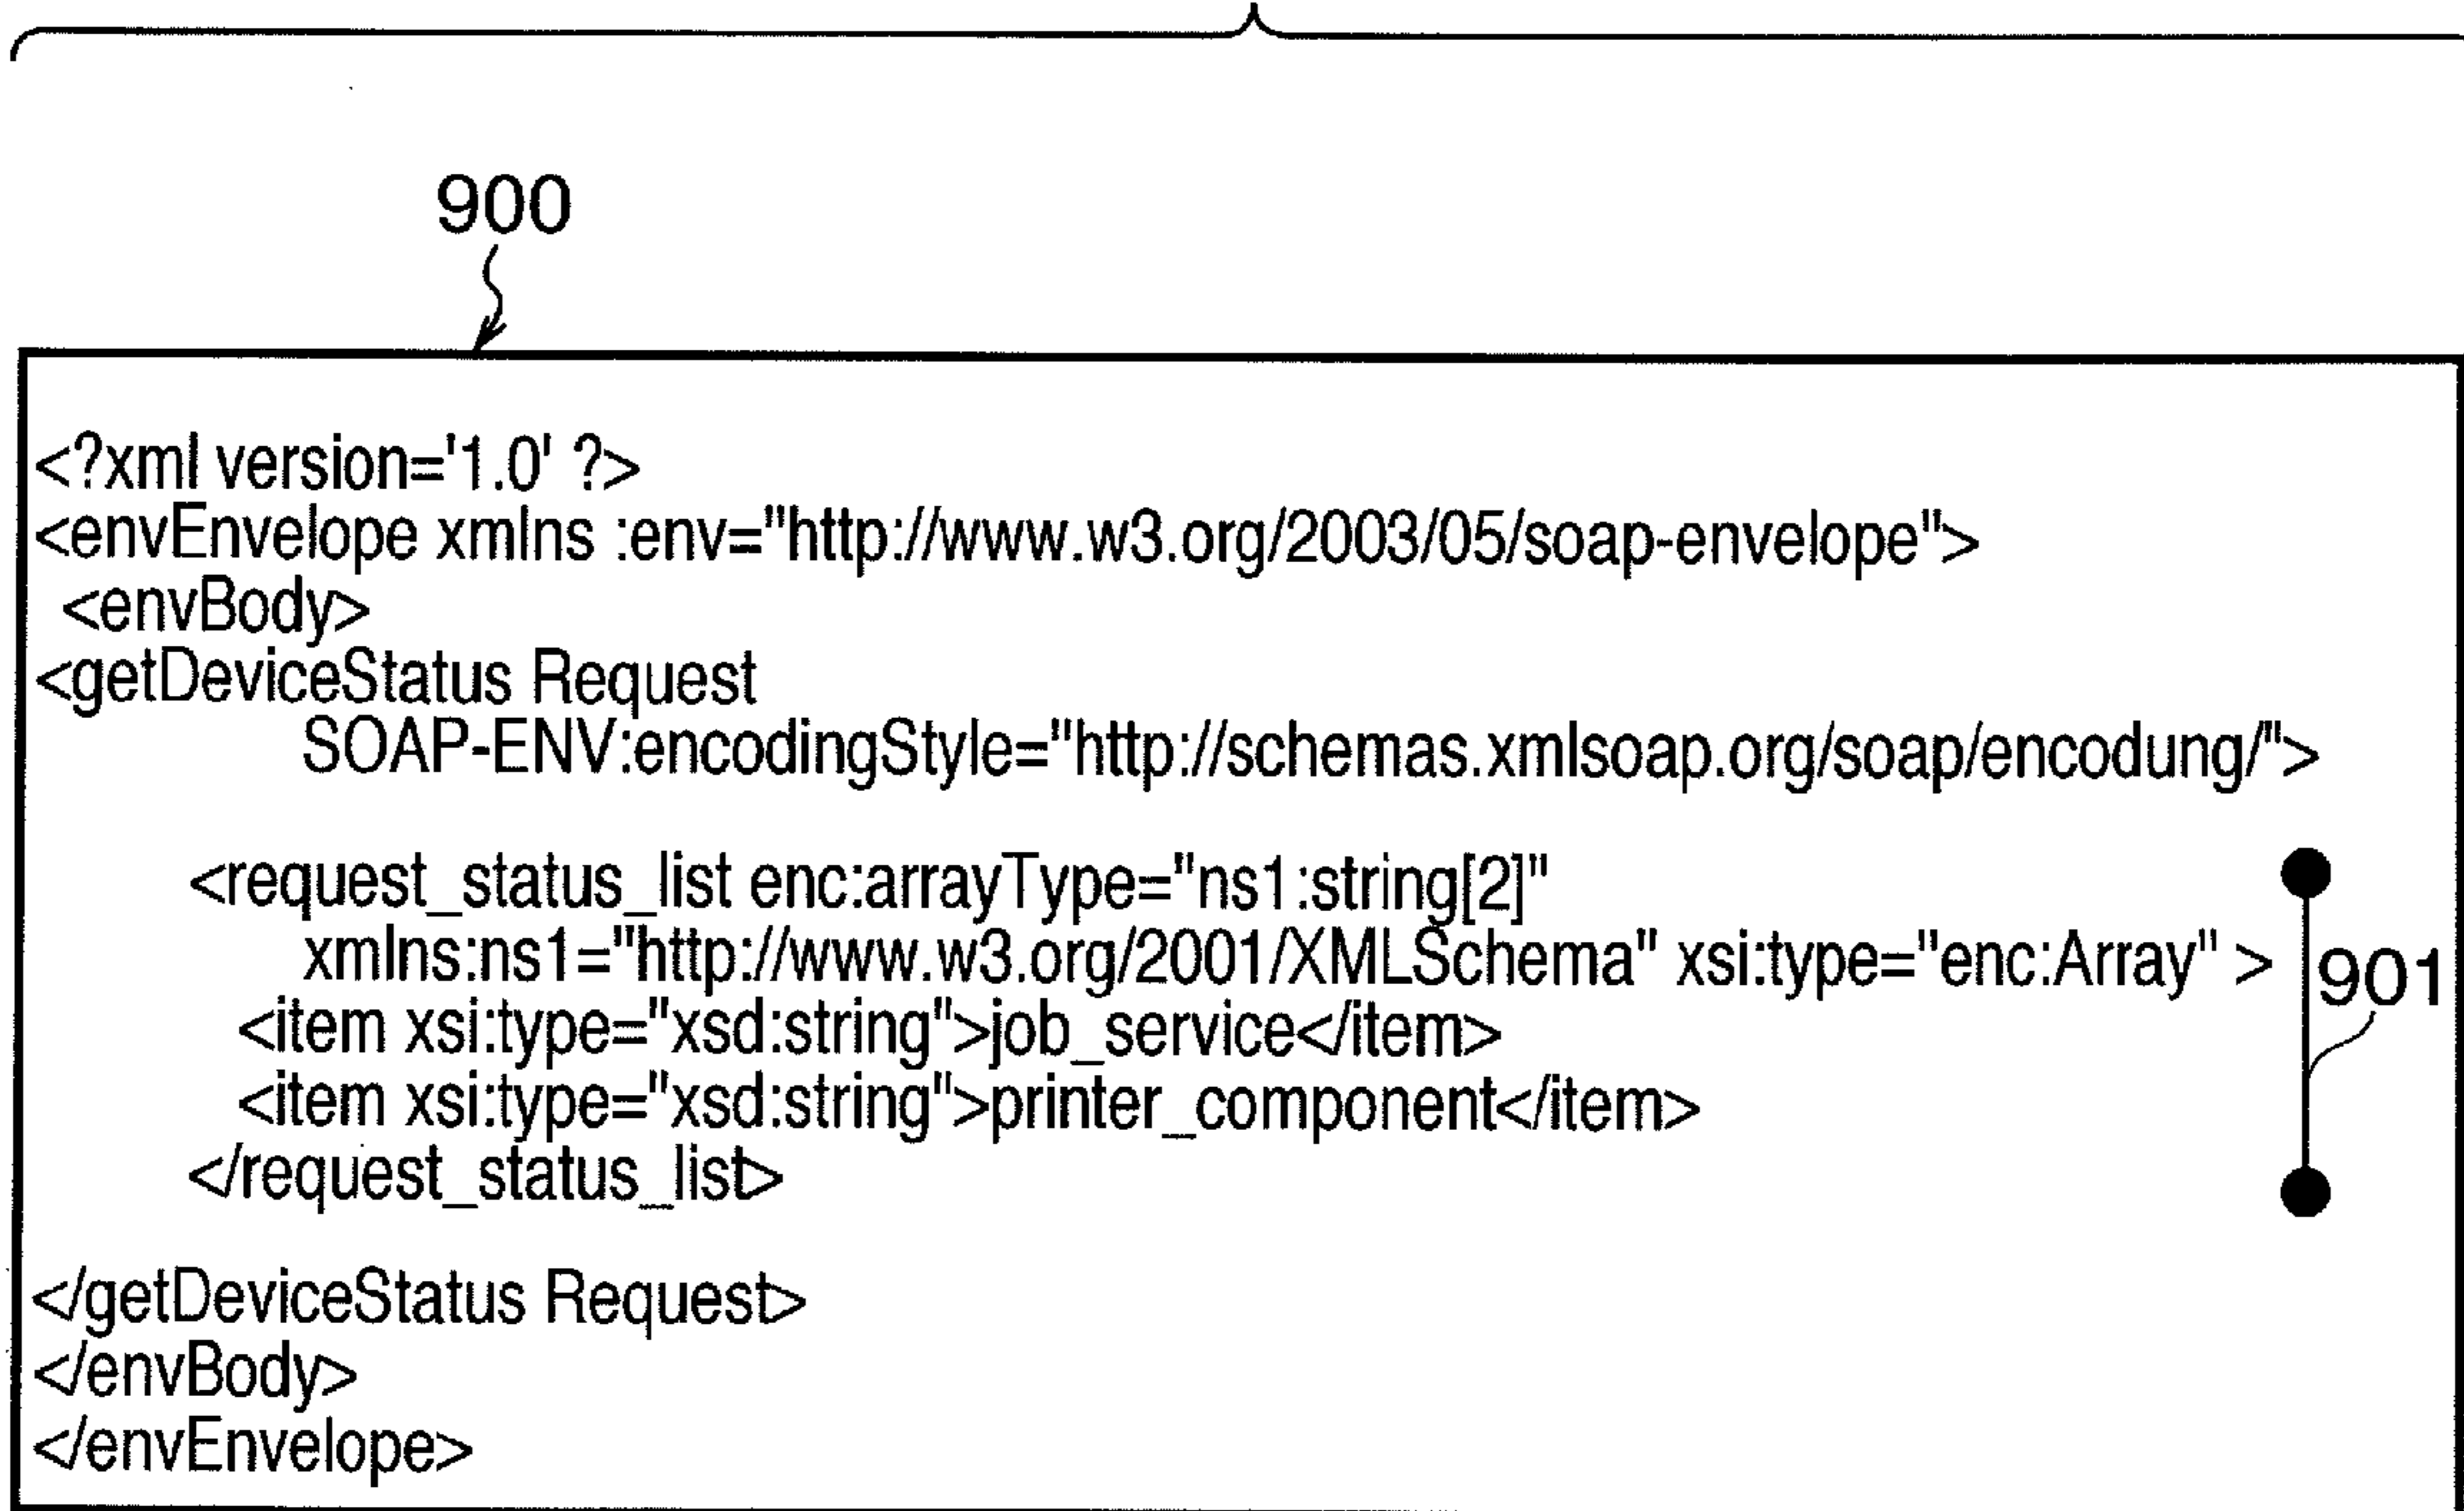 900
<?xml version='1.0' ?>
<envEnvelope xmlns :env="http://www.w3.org/2003/05/soap-envelope">
<envBody>
<getDeviceStatus Request
SOAP-ENV:encodingStyle="http://schemas.xmlsoap.org/soap/encodung/">
<request_status_list enc:arrayType="ns1:string[2]"
xmlns:ns1="http://www.w3.org/2001/XMLSchema" xsi:type="enc:Array" >
901
<item xsi:type="xsd:string">job_service</item>
<item xsi:type="xsd:string">printer_component</item>
</request_status_list>
</getDeviceStatus Request>
</envBody>
</envEnvelope>